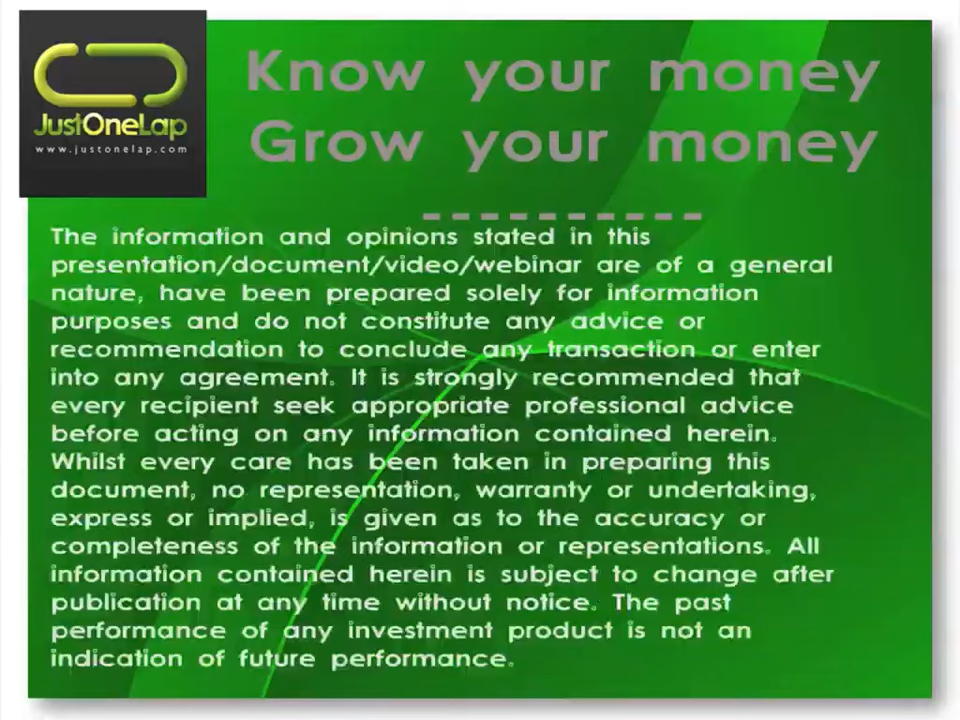 JustOneLap
www.justonelap.com
Know your money
Grow your money
----------
The information and opinions stated in this
presentation/document/video/webinar are of a general
nature, have been prepared solely for information
purposes and do not constitute any advice or
recommendation to conclude any transaction or enter
into any agreement. It is strongly recommended that
every recipient seek appropriate professional advice
before acting on any information contained herein.
Whilst every care has been taken in preparing this
document, no representation, warranty or undertaking,
express or implied, is given as to the accuracy or
completeness of the information or representations. All
information contained herein is subject to change after
publication at any time without notice. The past
performance of any investment product is not an
indication of future performance.